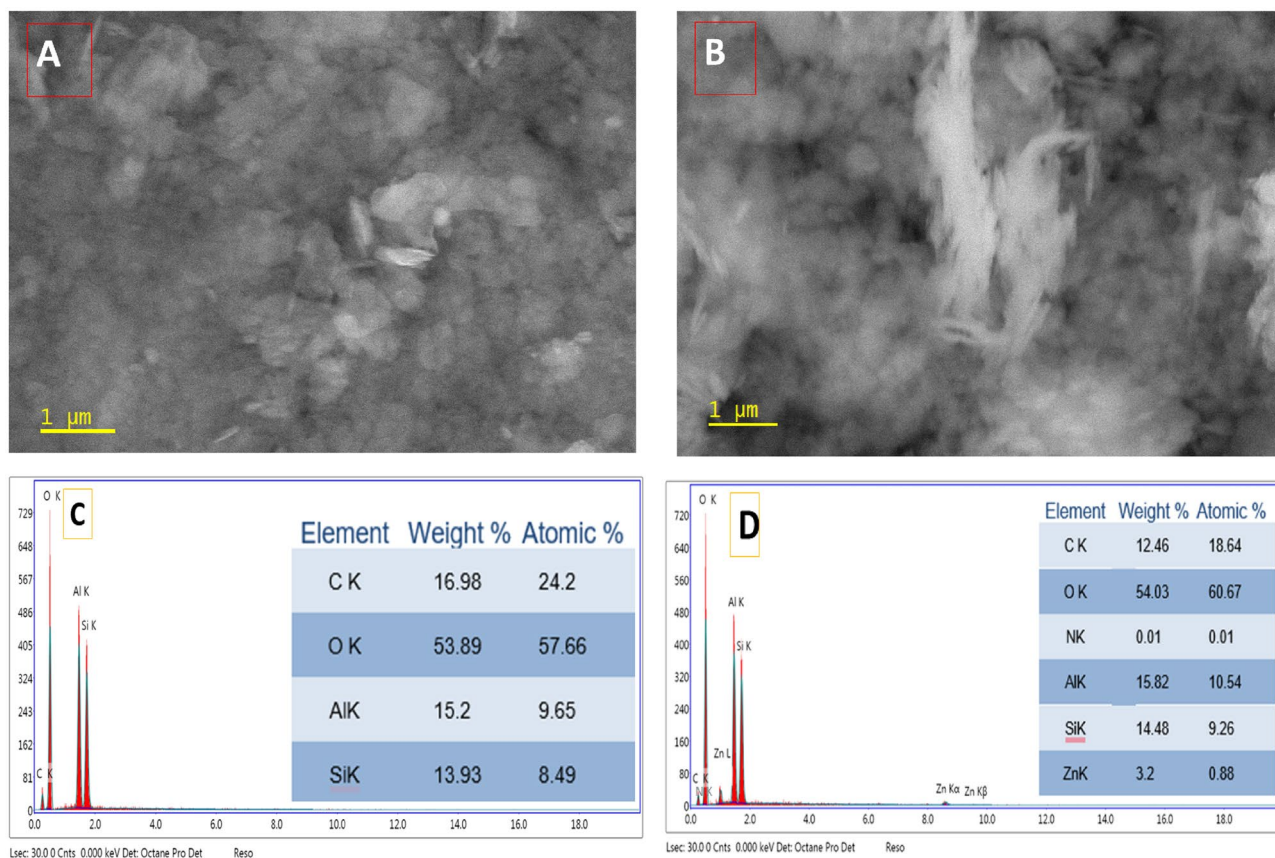 A
B
1 µm
1 µm
C
O K
Al K
Si K
C K
729
648
567
486
405
324
243
162
81
0
0.0 2.0 4.0 6.0 8.0 10.0 12.0 14.0 16.0 18.0
Lsec: 30.0 0 Cnts 0.000 keV Det: Octane Pro Det Reso
Element Weight % Atomic %
C K 16.98 24.2
O K 53.89 57.66
AlK 15.2 9.65
SiK 13.93 8.49
D
O K
Al K
Si K
Zn L
C K
Zn Kα Zn Kβ
720
640
560
480
400
320
240
160
80
0
0.0 2.0 4.0 6.0 8.0 10.0 12.0 14.0 16.0 18.0
Lsec: 30.0 0 Cnts 0.000 keV Det: Octane Pro Det Reso
Element Weight % Atomic %
C K 12.46 18.64
O K 54.03 60.67
NK 0.01 0.01
AlK 15.82 10.54
SiK 14.48 9.26
ZnK 3.2 0.88